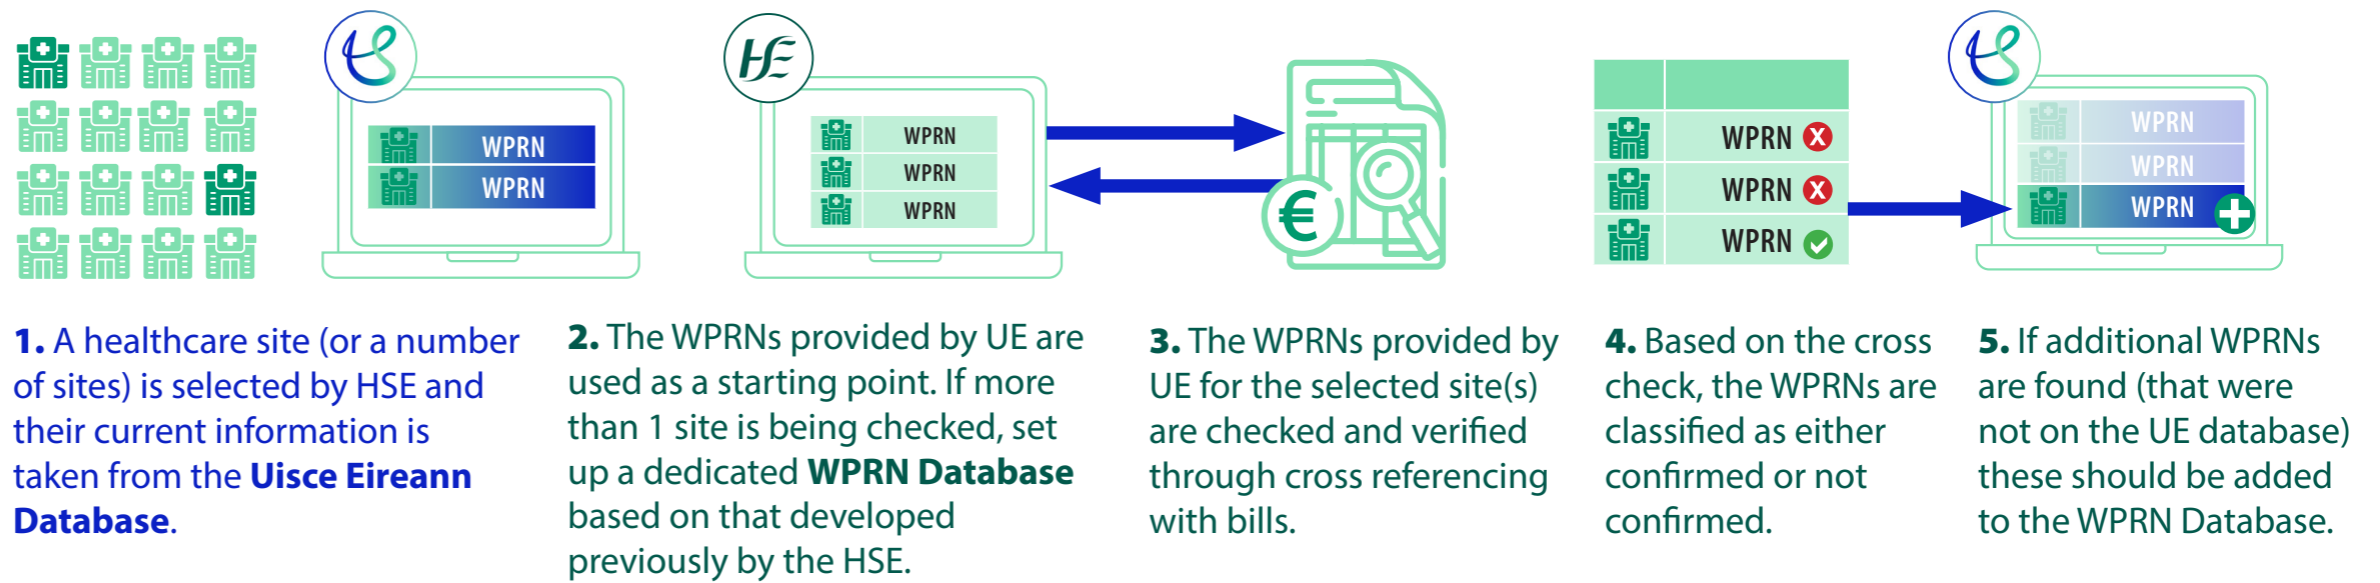 HSE
WPRN
WPRN
WPRN
WPRN
WPRN
€
WPRN X
WPRN X
WPRN
WPRN
WPRN
WPRN
1. A healthcare site (or a number
of sites) is selected by HSE and
their current information is
taken from the Uisce Eireann
Database.
2. The WPRNs provided by UE are
used as a starting point. If more
than 1 site is being checked, set
up a dedicated WPRN Database
based on that developed
previously by the HSE.
3. The WPRNs provided by
UE for the selected site(s)
are checked and verified
through cross referencing
with bills.
4. Based on the cross
check, the WPRNs are
classified as either
confirmed or not
confirmed.
5. If additional WPRNs
are found (that were
not on the UE database)
these should be added
to the WPRN Database.